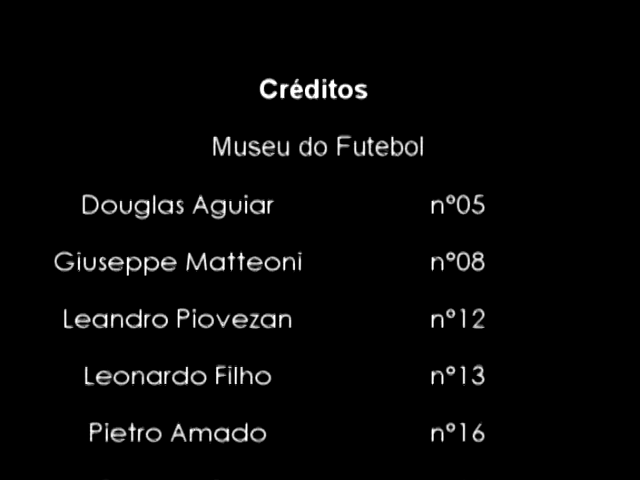 Créditos
Museu do Futebol
Douglas Aguiar nº05
Giuseppe Matteoni nº08
Leandro Piovezan nº12
Leonardo Filho nº13
Pietro Amado nº16